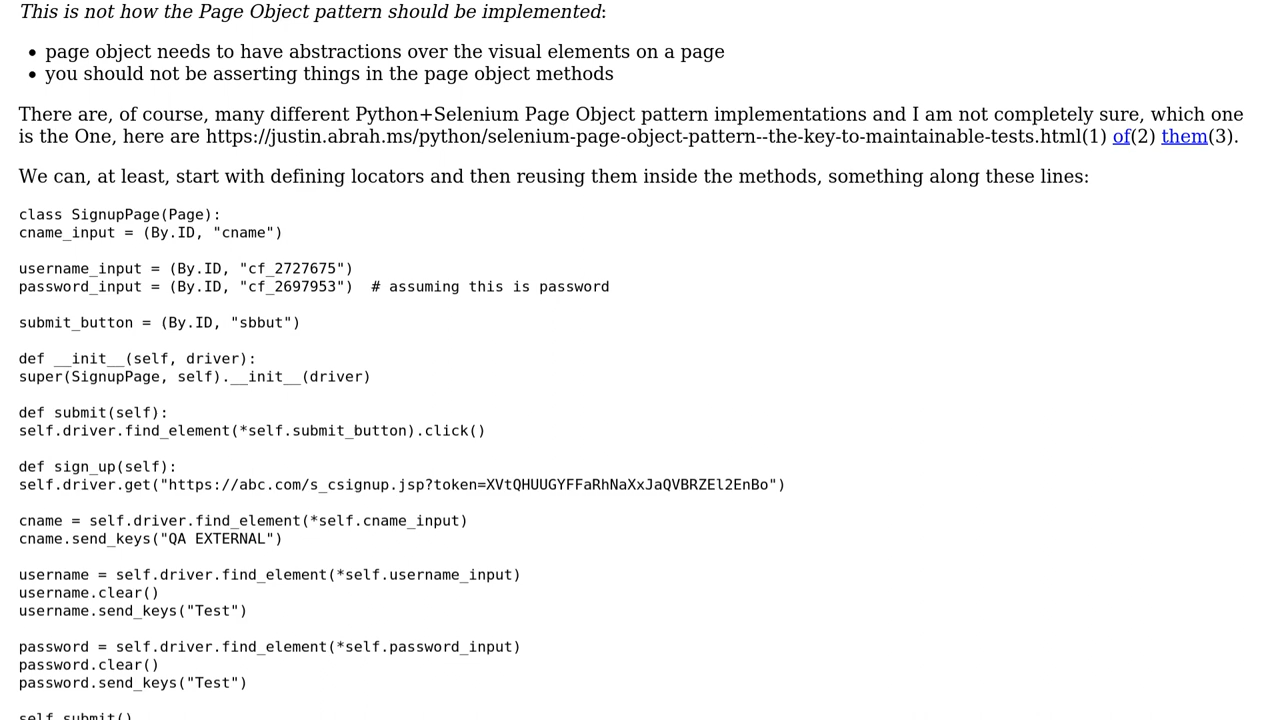 This is not how the Page Object pattern should be implemented:
page object needs to have abstractions over the visual elements on a page
you should not be asserting things in the page object methods
There are, of course, many different Python+Selenium Page Object pattern implementations and I am not completely sure, which one
is the One, here are https://justin.abrah.ms/python/selenium-page-object-pattern--the-key-to-maintainable-tests.html(1) of(2) them(3).
We can, at least, start with defining locators and then reusing them inside the methods, something along these lines:
class SignupPage(Page):
cname_input = (By.ID, "cname")
username_input = (By.ID, "cf_2727675")
password_input = (By.ID, "cf_2697953")  # assuming this is password
submit_button = (By.ID, "sbbut")
def __init__(self, driver):
super(SignupPage, self).__init__(driver)
def submit(self):
self.driver.find_element(*self.submit_button).click()
def sign_up(self):
self.driver.get("https://abc.com/s_csignup.jsp?token=XVtQHUUGYFFaRhNaXxJaQVBRZEl2EnBo")
cname = self.driver.find_element(*self.cname_input)
cname.send_keys("QA EXTERNAL")
username = self.driver.find_element(*self.username_input)
username.clear()
username.send_keys("Test")
password = self.driver.find_element(*self.password_input)
password.clear()
password.send_keys("Test")
self.submit()